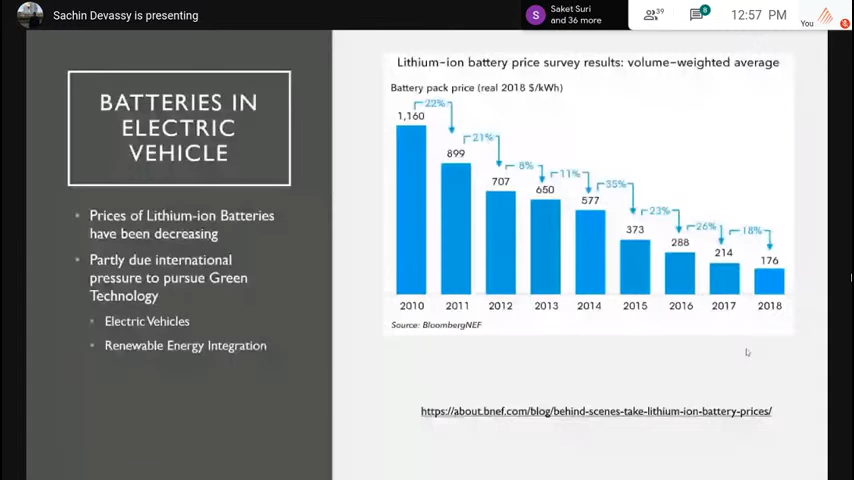 Sachin Devassy is presenting
S
Saket Suri
and 36 more
39
8
12:57 PM
You
BATTERIES IN
ELECTRIC
VEHICLE
Prices of Lithium-ion Batteries
have been decreasing
Partly due international
pressure to pursue Green
Technology
Electric Vehicles
Renewable Energy Integration
Lithium-ion battery price survey results: volume-weighted average
Battery pack price (real 2018 $/kWh)
22%
1,160
21%
899
8%
707
11%
650
35%
577
23%
373
26%
288
18%
214
176
2010 2011 2012 2013 2014 2015 2016 2017 2018
Source: BloombergNEF
https://about.bnef.com/blog/behind-scenes-take-lithium-ion-battery-prices/